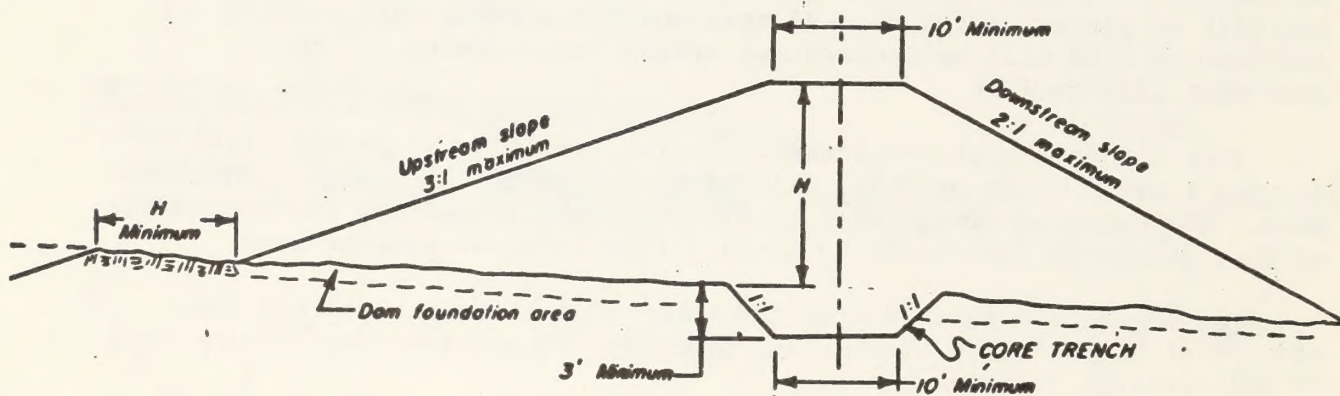 10' Minimum
Upstream slope
3:1 maximum
Downstream slope
2:1 maximum
H
H
Minimum
1:1
1:1
Dam foundation area
CORE TRENCH
3' Minimum
10' Minimum